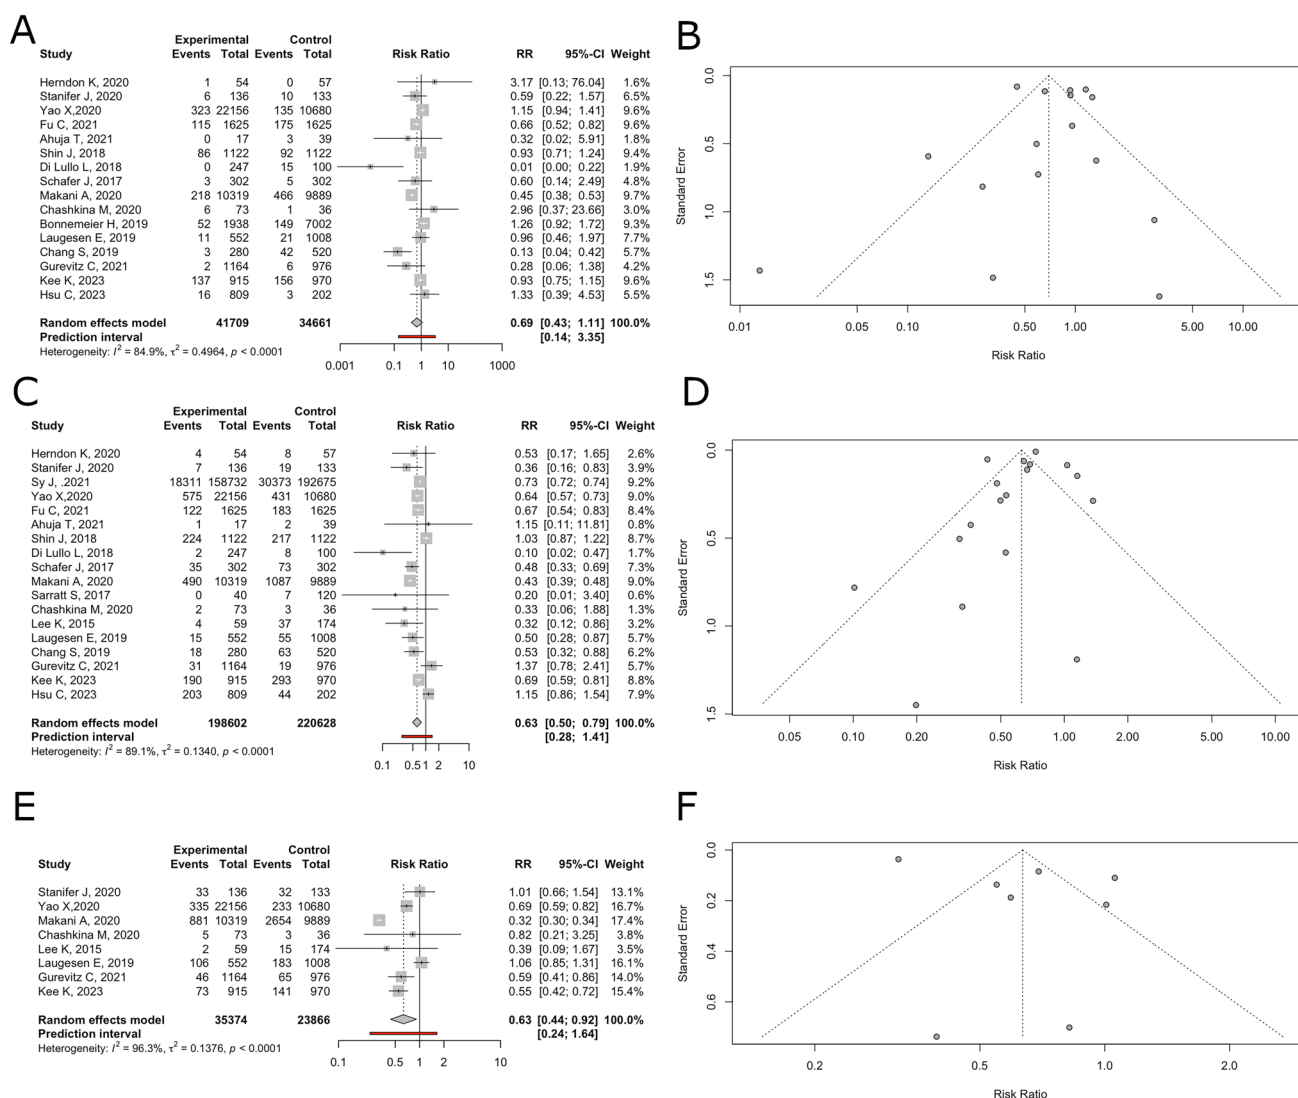 A
Experimental Control
Study Events Total Events Total Risk Ratio RR 95%-CI Weight
Herndon K, 2020 1 54 0 57 3.17 [0.13; 76.04] 1.6%
Stanifer J, 2020 6 136 10 133 0.59 [0.22; 1.57] 6.5%
Yao X,2020 323 22156 135 10680 1.15 [0.94; 1.41] 9.6%
Fu C, 2021 115 1625 175 1625 0.66 [0.52; 0.82] 9.6%
Ahuja T, 2021 0 17 3 39 0.32 [0.02; 5.91] 1.8%
Shin J, 2018 86 1122 92 1122 0.93 [0.71; 1.24] 9.4%
Di Lullo L, 2018 0 247 15 100 0.01 [0.00; 0.22] 1.9%
Schafer J, 2017 3 302 5 302 0.60 [0.14; 2.49] 4.8%
Makani A, 2020 218 10319 466 9889 0.45 [0.38; 0.53] 9.7%
Chashkina M, 2020 6 73 1 36 2.96 [0.37; 23.66] 3.0%
Bonnemeier H, 2019 52 1938 149 7002 1.26 [0.92; 1.72] 9.3%
Laugesen E, 2019 11 552 21 1008 0.96 [0.46; 1.97] 7.7%
Chang S, 2019 3 280 42 520 0.13 [0.04; 0.42] 5.7%
Gurevitz C, 2021 2 1164 6 976 0.28 [0.06; 1.38] 4.2%
Kee K, 2023 137 915 156 970 0.93 [0.75; 1.15] 9.6%
Hsu C, 2023 16 809 3 202 1.33 [0.39; 4.53] 5.5%
Random effects model 41709 34661 0.69 [0.43; 1.11] 100.0%
Prediction interval [0.14; 3.35]
Heterogeneity: I² = 84.9%, τ² = 0.4964, p < 0.0001
0.001 0.1 1 10 1000
B
Standard Error
0.0
0.5
1.0
1.5
0.01 0.05 0.10 0.50 1.00 5.00 10.00
Risk Ratio
C
Experimental Control
Study Events Total Events Total Risk Ratio RR 95%-CI Weight
Herndon K, 2020 4 54 8 57 0.53 [0.17; 1.65] 2.6%
Stanifer J, 2020 7 136 19 133 0.36 [0.16; 0.83] 3.9%
Sy J, .2021 18311 158732 30373 192675 0.73 [0.72; 0.74] 9.2%
Yao X,2020 575 22156 431 10680 0.64 [0.57; 0.73] 9.0%
Fu C, 2021 122 1625 183 1625 0.67 [0.54; 0.83] 8.4%
Ahuja T, 2021 1 17 2 39 1.15 [0.11; 11.81] 0.8%
Shin J, 2018 224 1122 217 1122 1.03 [0.87; 1.22] 8.7%
Di Lullo L, 2018 2 247 8 100 0.10 [0.02; 0.47] 1.7%
Schafer J, 2017 35 302 73 302 0.48 [0.33; 0.69] 7.3%
Makani A, 2020 490 10319 1087 9889 0.43 [0.39; 0.48] 9.0%
Sarratt S, 2017 0 40 7 120 0.20 [0.01; 3.40] 0.6%
Chashkina M, 2020 2 73 3 36 0.33 [0.06; 1.88] 1.3%
Lee K, 2015 4 59 37 174 0.32 [0.12; 0.86] 3.2%
Laugesen E, 2019 15 552 55 1008 0.50 [0.28; 0.87] 5.7%
Chang S, 2019 18 280 63 520 0.53 [0.32; 0.88] 6.2%
Gurevitz C, 2021 31 1164 19 976 1.37 [0.78; 2.41] 5.7%
Kee K, 2023 190 915 293 970 0.69 [0.59; 0.81] 8.8%
Hsu C, 2023 203 809 44 202 1.15 [0.86; 1.54] 7.9%
Random effects model 198602 220628 0.63 [0.50; 0.79] 100.0%
Prediction interval [0.28; 1.41]
Heterogeneity: I² = 89.1%, τ² = 0.1340, p < 0.0001
0.1 0.5 1 2 10
D
Standard Error
0.0
0.5
1.0
1.5
0.05 0.10 0.20 0.50 1.00 2.00 5.00 10.00
Risk Ratio
E
Experimental Control
Study Events Total Events Total Risk Ratio RR 95%-CI Weight
Stanifer J, 2020 33 136 32 133 1.01 [0.66; 1.54] 13.1%
Yao X,2020 335 22156 233 10680 0.69 [0.59; 0.82] 16.7%
Makani A, 2020 881 10319 2654 9889 0.32 [0.30; 0.34] 17.4%
Chashkina M, 2020 5 73 3 36 0.82 [0.21; 3.25] 3.8%
Lee K, 2015 2 59 15 174 0.39 [0.09; 1.67] 3.5%
Laugesen E, 2019 106 552 183 1008 1.06 [0.85; 1.31] 16.1%
Gurevitz C, 2021 46 1164 65 976 0.59 [0.41; 0.86] 14.0%
Kee K, 2023 73 915 141 970 0.55 [0.42; 0.72] 15.4%
Random effects model 35374 23866 0.63 [0.44; 0.92] 100.0%
Prediction interval [0.24; 1.64]
Heterogeneity: I² = 96.3%, τ² = 0.1376, p < 0.0001
0.1 0.5 1 2 10
F
Standard Error
0.0
0.2
0.4
0.6
0.2 0.5 1.0 2.0
Risk Ratio